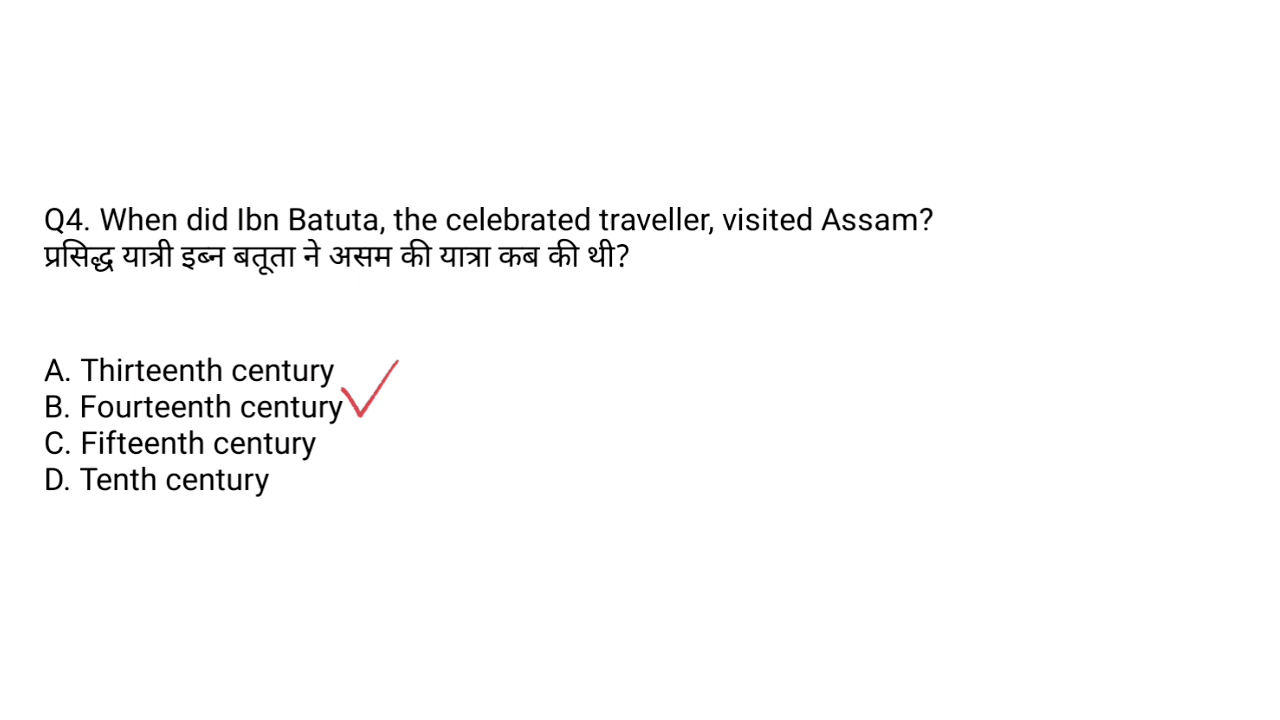 Q4. When did Ibn Batuta, the celebrated traveller, visited Assam?
प्रसिद्ध यात्री इब्न बतूता ने असम की यात्रा कब की थी?
A. Thirteenth century
B. Fourteenth century
C. Fifteenth century
D. Tenth century